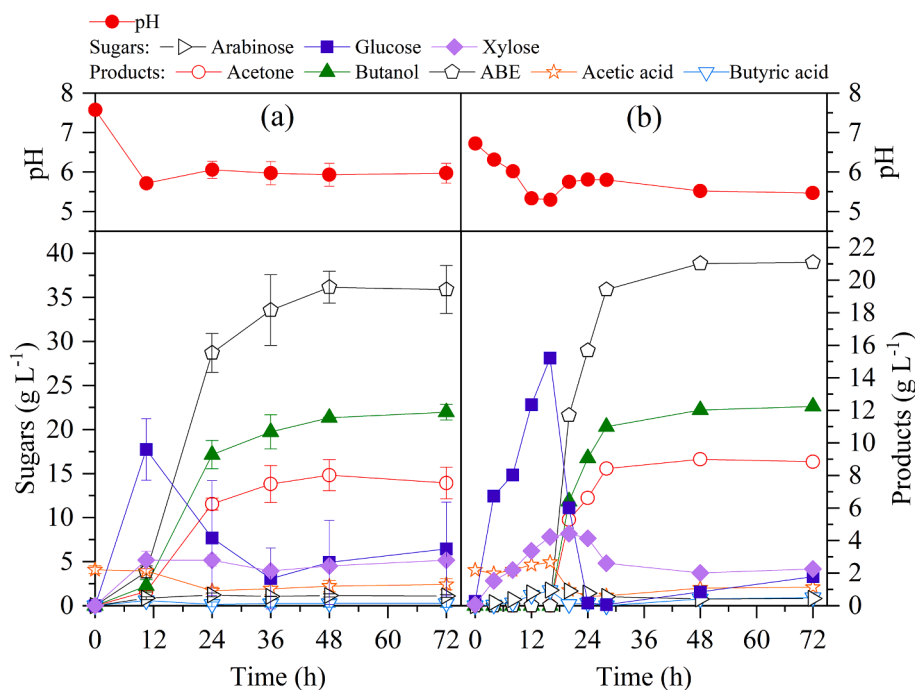 pH
Sugars: Arabinose Glucose Xylose
Products: Acetone Butanol ABE Acetic acid Butyric acid
8 8
(a) (b)
7 7
pH pH
6 6
5 5
40 22
35 20
30 18
25 16
20 14
15 12
10 10
5 8
0 6
4
2
0
Sugars (g L⁻¹) Products (g L⁻¹)
0 12 24 36 48 72 0 12 24 36 48 72
Time (h) Time (h)